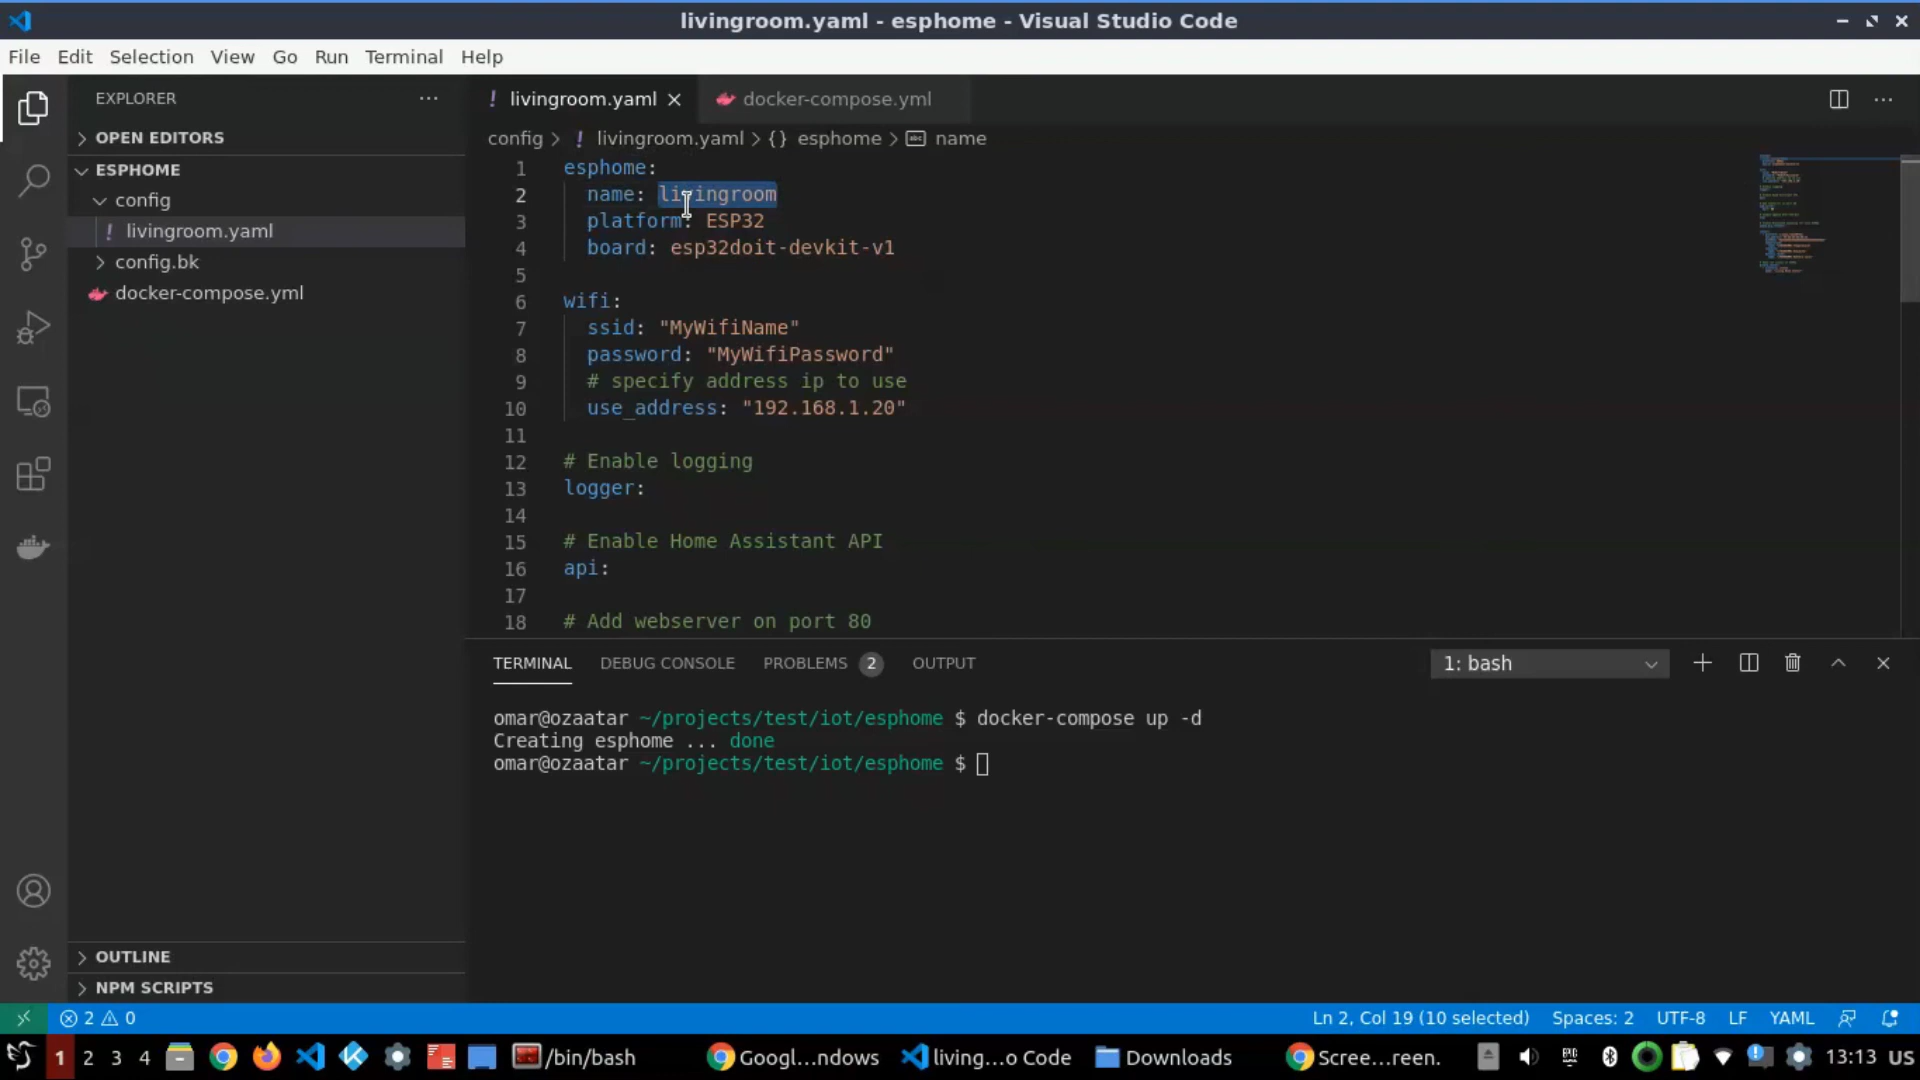 livingroom.yaml - esphome - Visual Studio Code
File Edit Selection View Go Run Terminal Help
EXPLORER
OPEN EDITORS
ESPHOME
config
livingroom.yaml
config.bk
docker-compose.yml
OUTLINE
NPM SCRIPTS
livingroom.yaml docker-compose.yml
config > ! livingroom.yaml > {} esphome > abc name
1 esphome:
2 name: livingroom
3 platform: ESP32
4 board: esp32doit-devkit-v1
5
6 wifi:
7 ssid: "MyWifiName"
8 password: "MyWifiPassword"
9 # specify address ip to use
10 use_address: "192.168.1.20"
11
12 # Enable logging
13 logger:
14
15 # Enable Home Assistant API
16 api:
17
18 # Add webserver on port 80
TERMINAL DEBUG CONSOLE PROBLEMS 2 OUTPUT 1: bash
omar@ozaatar ~/projects/test/iot/esphome $ docker-compose up -d
Creating esphome ... done
omar@ozaatar ~/projects/test/iot/esphome $
2 0 Ln 2, Col 19 (10 selected) Spaces: 2 UTF-8 LF YAML
1 2 3 4 /bin/bash Googl...ndows living...o Code Downloads Scree...reen. EPIC 13:13 US